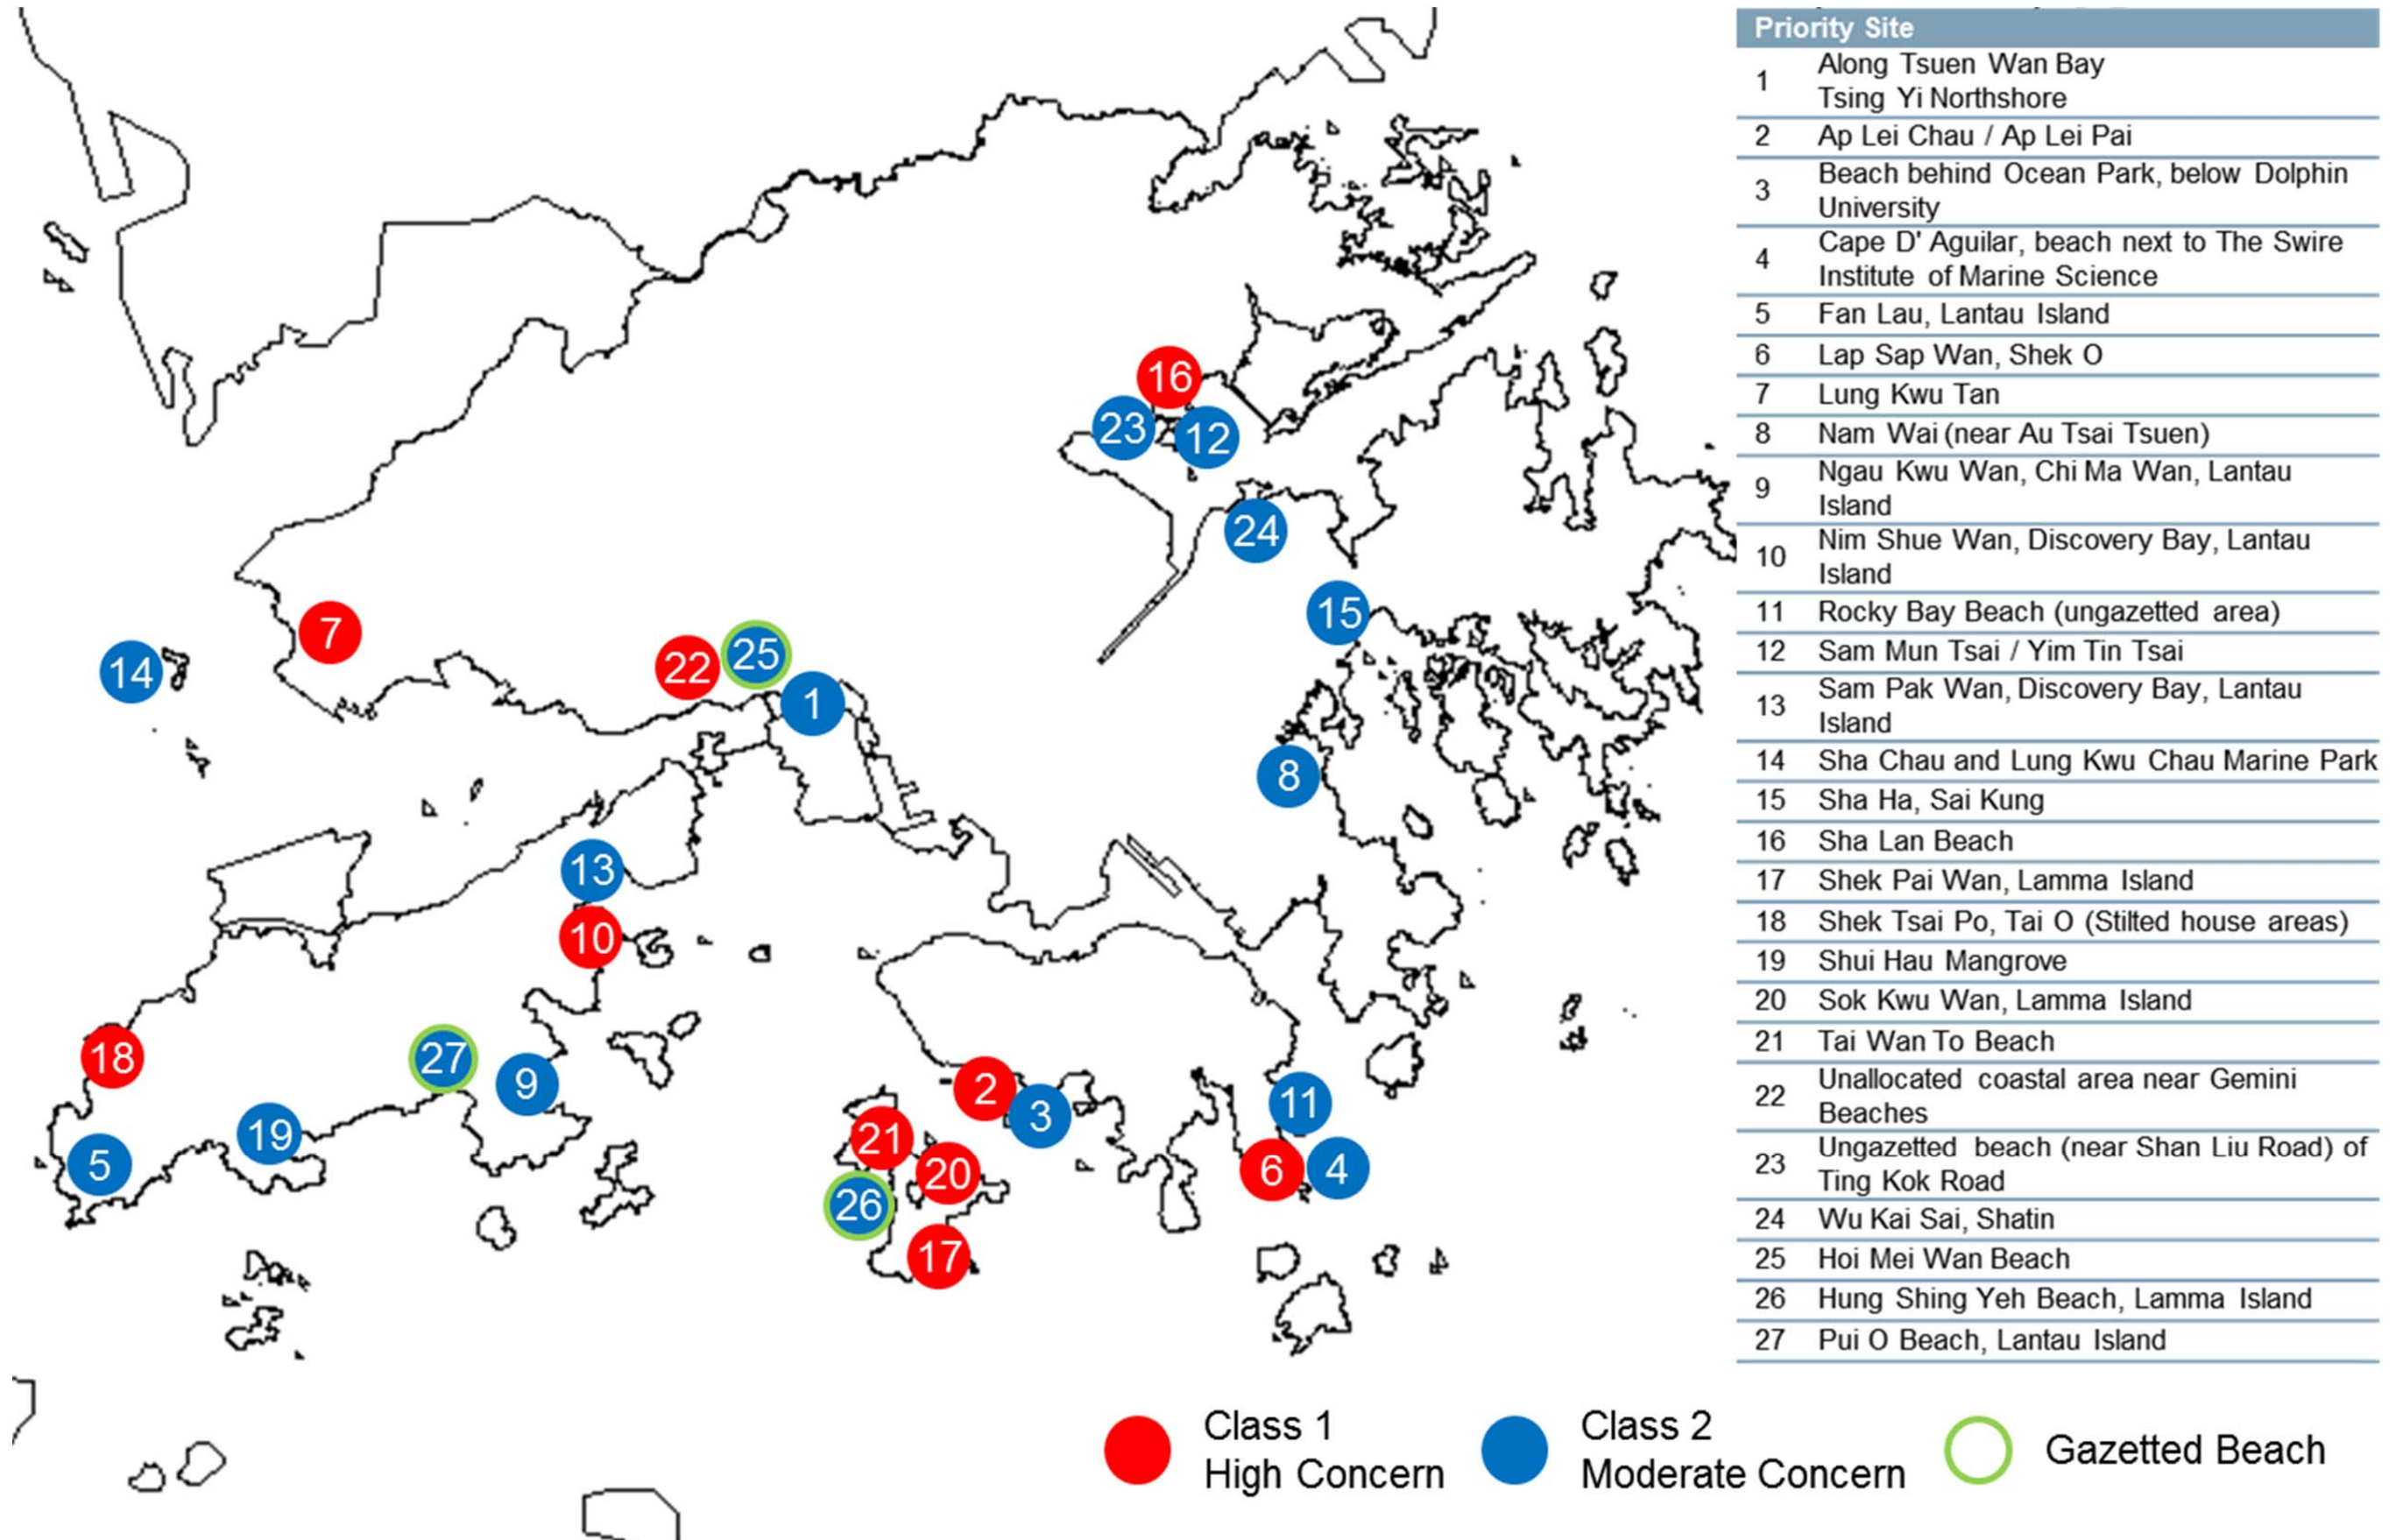 Priority Site
1 Along Tsuen Wan Bay
Tsing Yi Northshore
2 Ap Lei Chau / Ap Lei Pai
3 Beach behind Ocean Park, below Dolphin
University
4 Cape D' Aguilar, beach next to The Swire
Institute of Marine Science
5 Fan Lau, Lantau Island
6 Lap Sap Wan, Shek O
7 Lung Kwu Tan
8 Nam Wai (near Au Tsai Tsuen)
9 Ngau Kwu Wan, Chi Ma Wan, Lantau
Island
10 Nim Shue Wan, Discovery Bay, Lantau
Island
11 Rocky Bay Beach (ungazetted area)
12 Sam Mun Tsai / Yim Tin Tsai
13 Sam Pak Wan, Discovery Bay, Lantau
Island
14 Sha Chau and Lung Kwu Chau Marine Park
15 Sha Ha, Sai Kung
16 Sha Lan Beach
17 Shek Pai Wan, Lamma Island
18 Shek Tsai Po, Tai O (Stilted house areas)
19 Shui Hau Mangrove
20 Sok Kwu Wan, Lamma Island
21 Tai Wan To Beach
22 Unallocated coastal area near Gemini
Beaches
23 Ungazetted beach (near Shan Liu Road) of
Ting Kok Road
24 Wu Kai Sai, Shatin
25 Hoi Mei Wan Beach
26 Hung Shing Yeh Beach, Lamma Island
27 Pui O Beach, Lantau Island
16
23
12
24
15
7
14
22
25
1
8
13
10
18
27
9
2
3
11
19
5
21
20
6
4
26
17
Class 1
High Concern
Class 2
Moderate Concern
Gazetted Beach